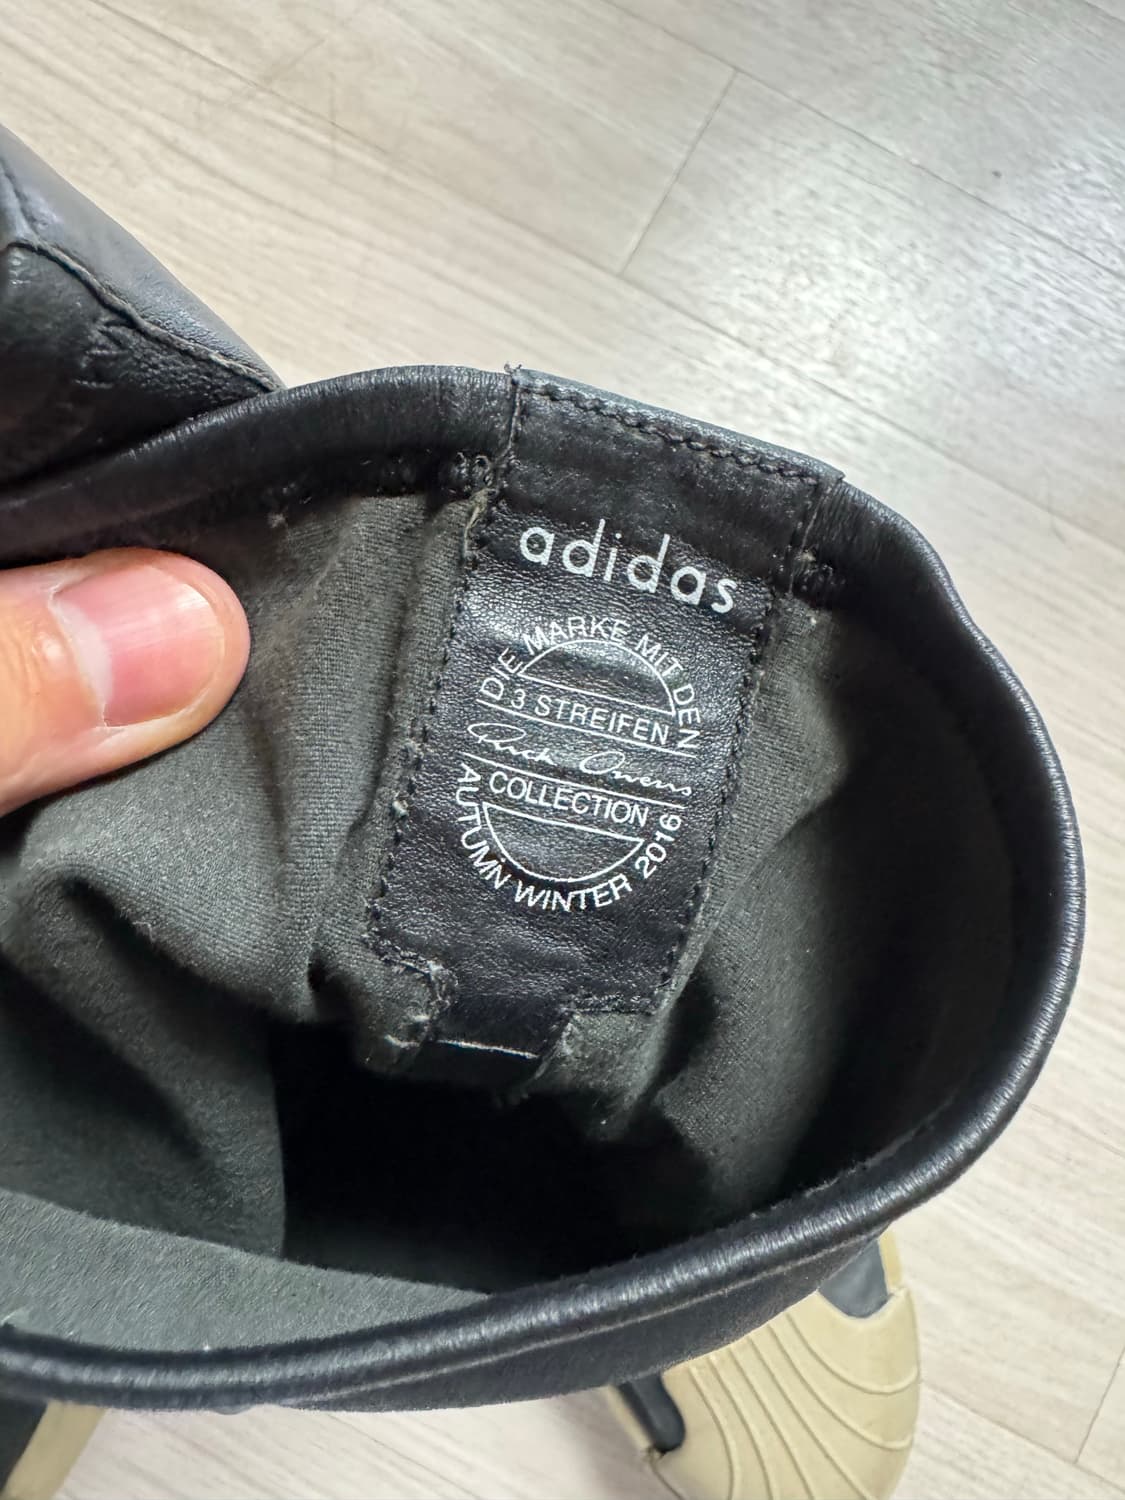 adidas
DIE MARKE MIT DEN
3 STREIFEN
Rick Owens
COLLECTION
AUTUMN WINTER 2016